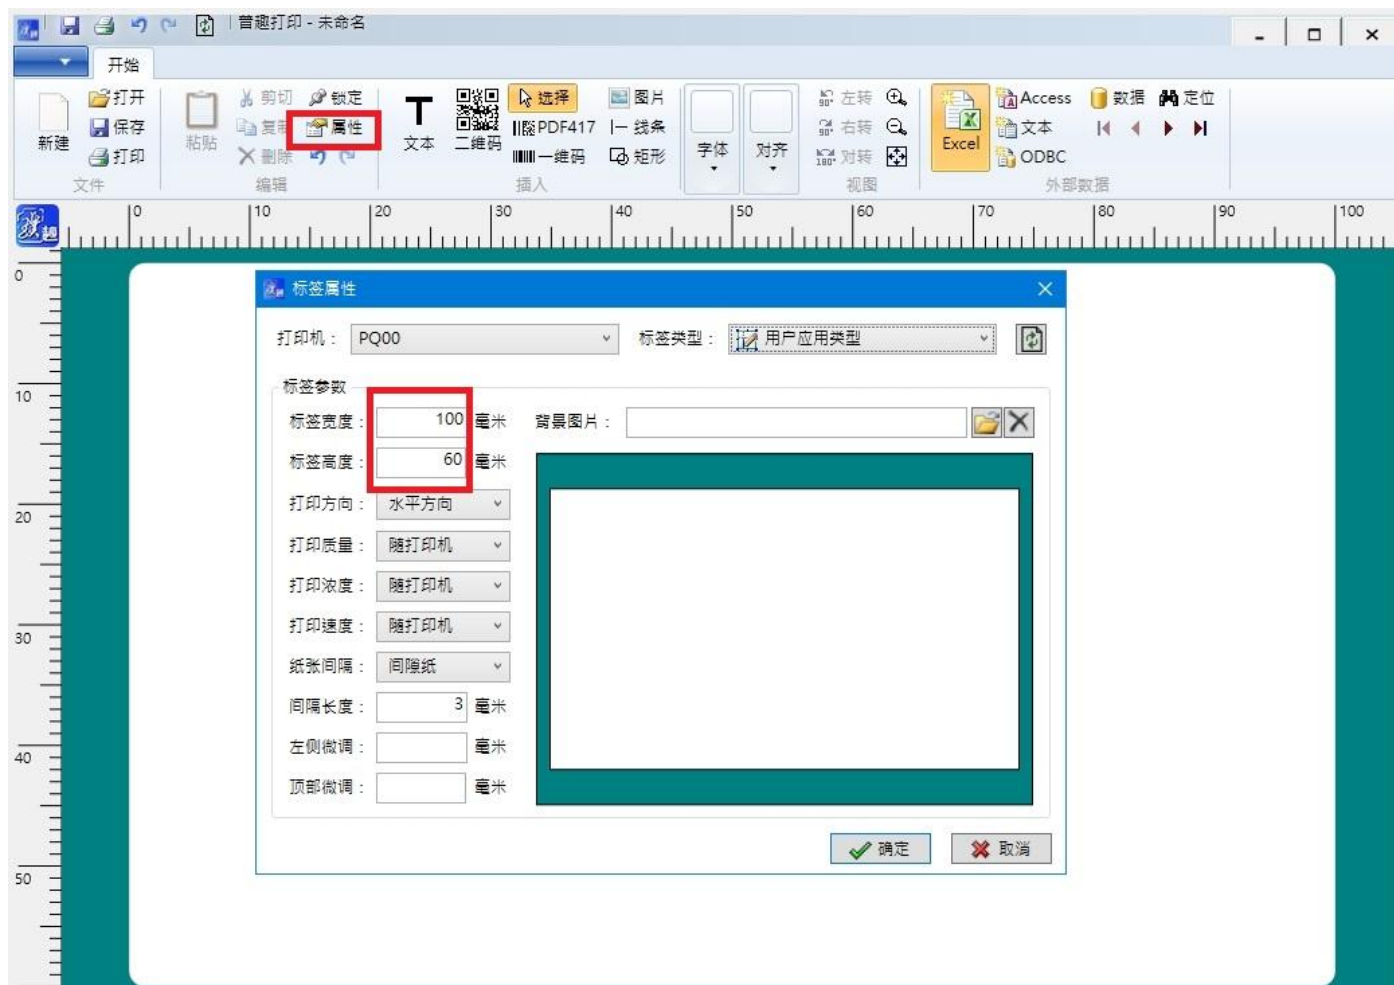 普趣打印 - 未命名
开始
打开 剪切 锁定 选择 图片 左转 Access 数据 定位
新建 保存 粘贴 复制 属性 文本 二维码 PDF417 线条 字体 对齐 右转 Excel 文本
打印 删除 一维码 矩形 对转 ODBC
文件 编辑 插入 视图 外部数据
0 10 20 30 40 50 60 70 80 90 100
0
10
20
30
40
50
标签属性
打印机： PQ00 标签类型： 用户应用类型
标签参数
标签宽度： 100 毫米 背景图片：
标签高度： 60 毫米
打印方向： 水平方向
打印质量： 随打印机
打印浓度： 随打印机
打印速度： 随打印机
纸张间隔： 间隙纸
间隔长度： 3 毫米
左侧微调： 毫米
顶部微调： 毫米
确定 取消